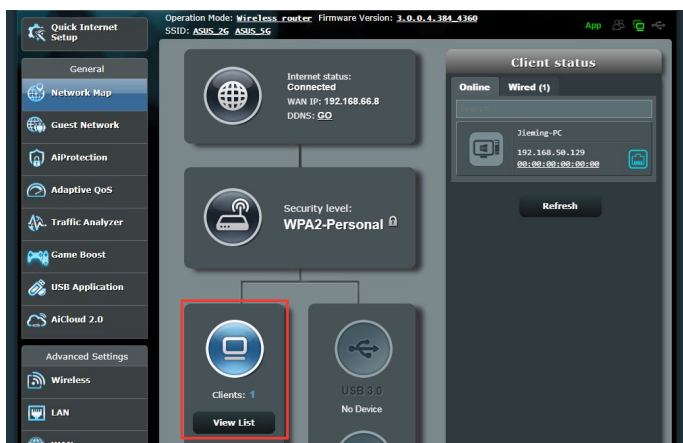 Quick Internet
Setup
Operation Mode: Wireless router Firmware Version: 3.0.0.4.384_4360
SSID: ASUS_2G ASUS_5G
App
General
Network Map
Guest Network
AiProtection
Adaptive QoS
Traffic Analyzer
Game Boost
USB Application
AiCloud 2.0
Advanced Settings
Wireless
LAN
WAN
Internet status:
Connected
WAN IP: 192.168.66.8
DDNS: GO
Security level:
WPA2-Personal
Clients: 1
View List
USB 3.0
No Device
Client status
Online Wired (1)
Jieming-PC
192.168.50.129
00:00:00:00:00:00
Refresh